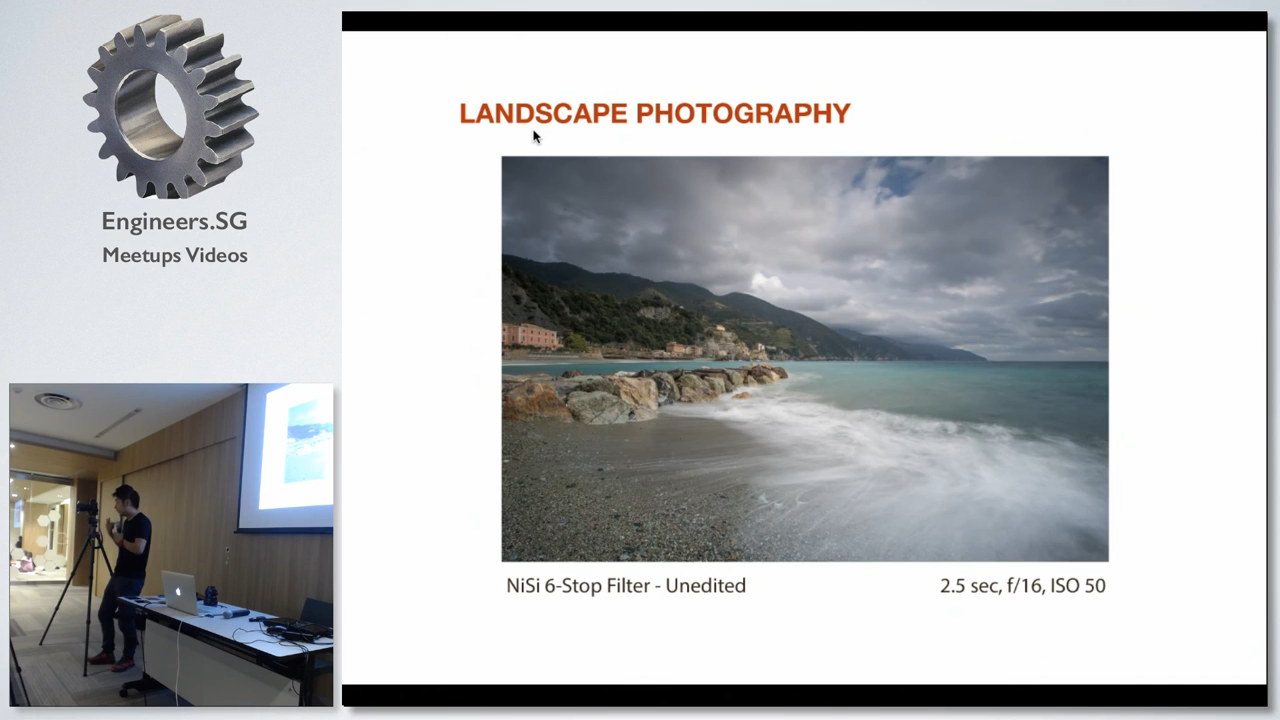 Engineers.SG
Meetups Videos
LANDSCAPE PHOTOGRAPHY
NiSi 6-Stop Filter - Unedited
2.5 sec, f/16, ISO 50